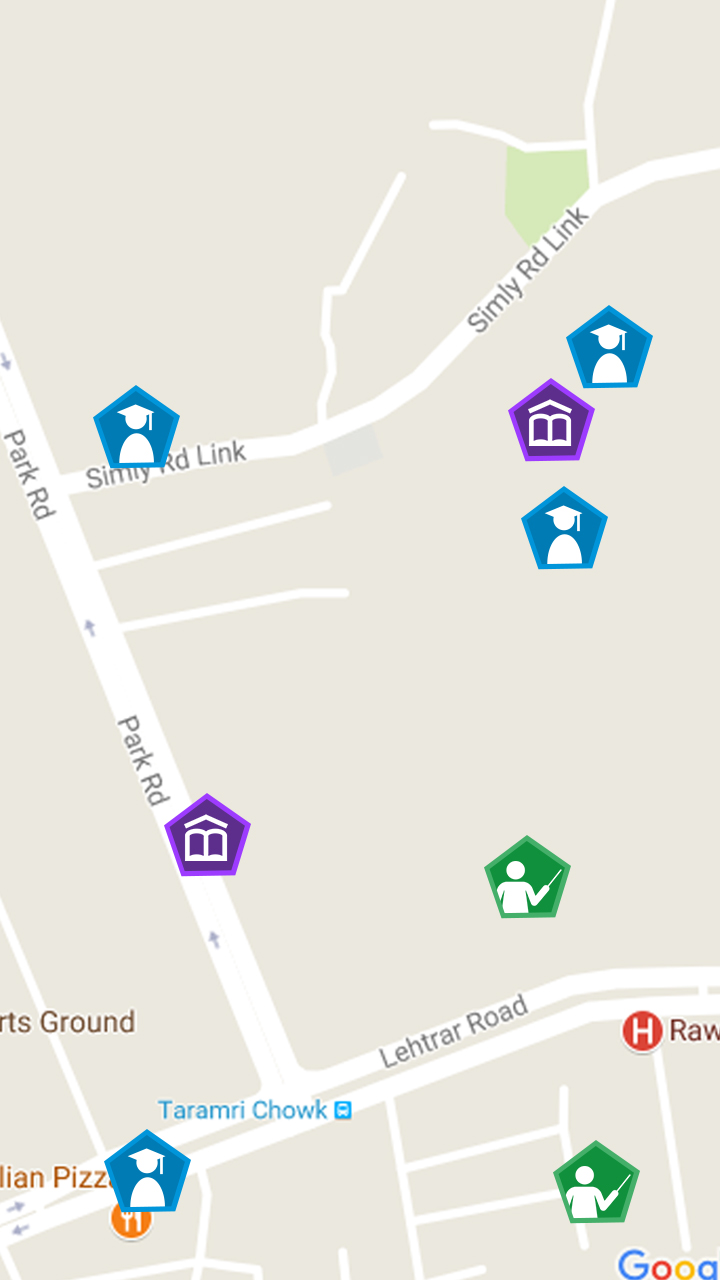 Simly Rd Link
Simly Rd Link
Park Rd
Park Rd
rts Ground
Lehtrar Road
H
Raw
Taramri Chowk
lian Pizz
Goog